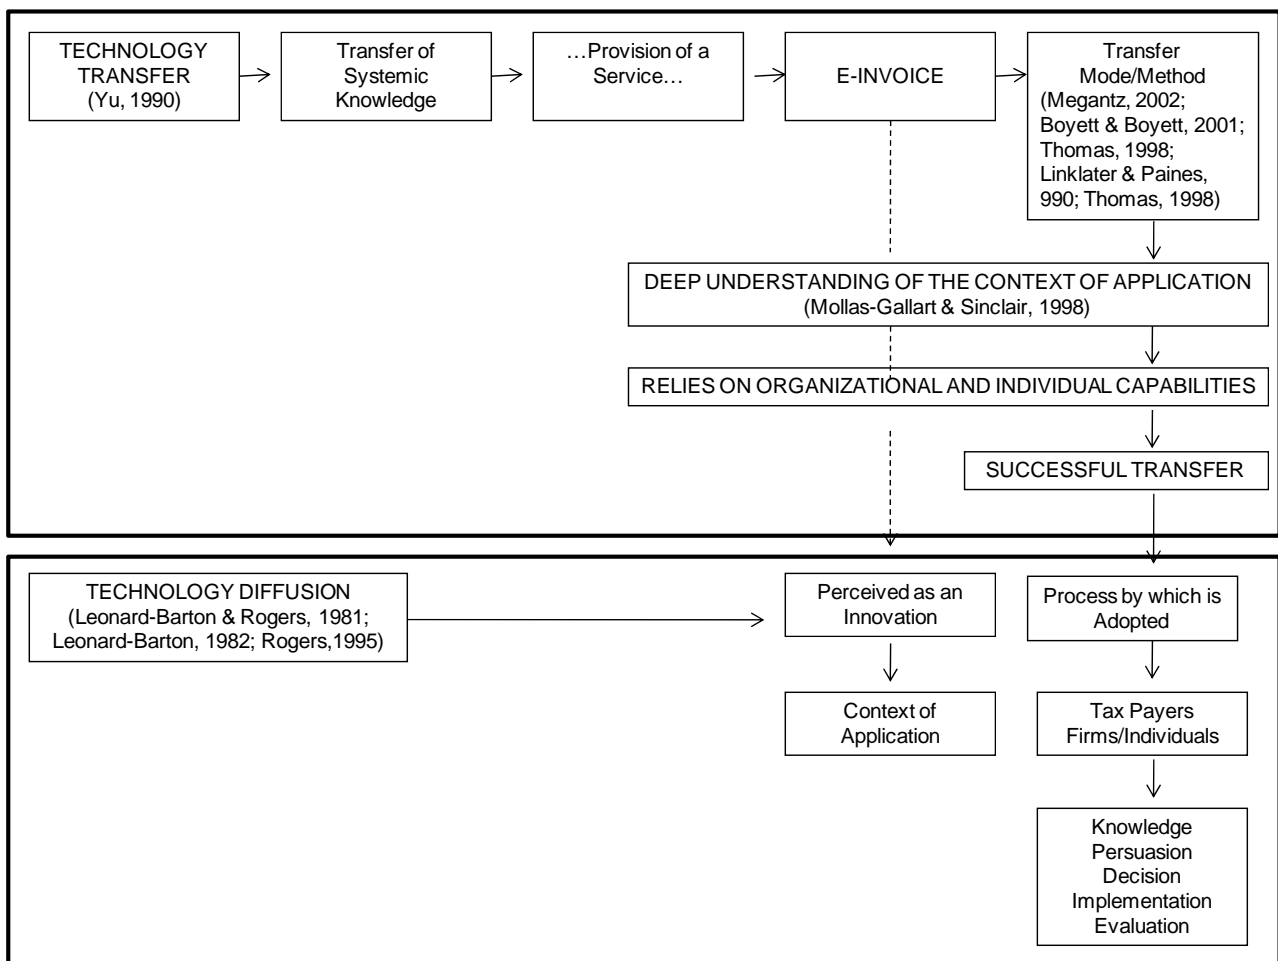 TECHNOLOGY
TRANSFER
(Yu, 1990)
Transfer of
Systemic
Knowledge
…Provision of a
Service…
E-INVOICE
Transfer
Mode/Method
(Megantz, 2002;
Boyett & Boyett, 2001;
Thomas, 1998;
Linklater & Paines,
990; Thomas, 1998)
DEEP UNDERSTANDING OF THE CONTEXT OF APPLICATION
(Mollas-Gallart & Sinclair, 1998)
RELIES ON ORGANIZATIONAL AND INDIVIDUAL CAPABILITIES
SUCCESSFUL TRANSFER
TECHNOLOGY DIFFUSION
(Leonard-Barton & Rogers, 1981;
Leonard-Barton, 1982; Rogers,1995)
Perceived as an
Innovation
Process by which is
Adopted
Context of
Application
Tax Payers
Firms/Individuals
Knowledge
Persuasion
Decision
Implementation
Evaluation